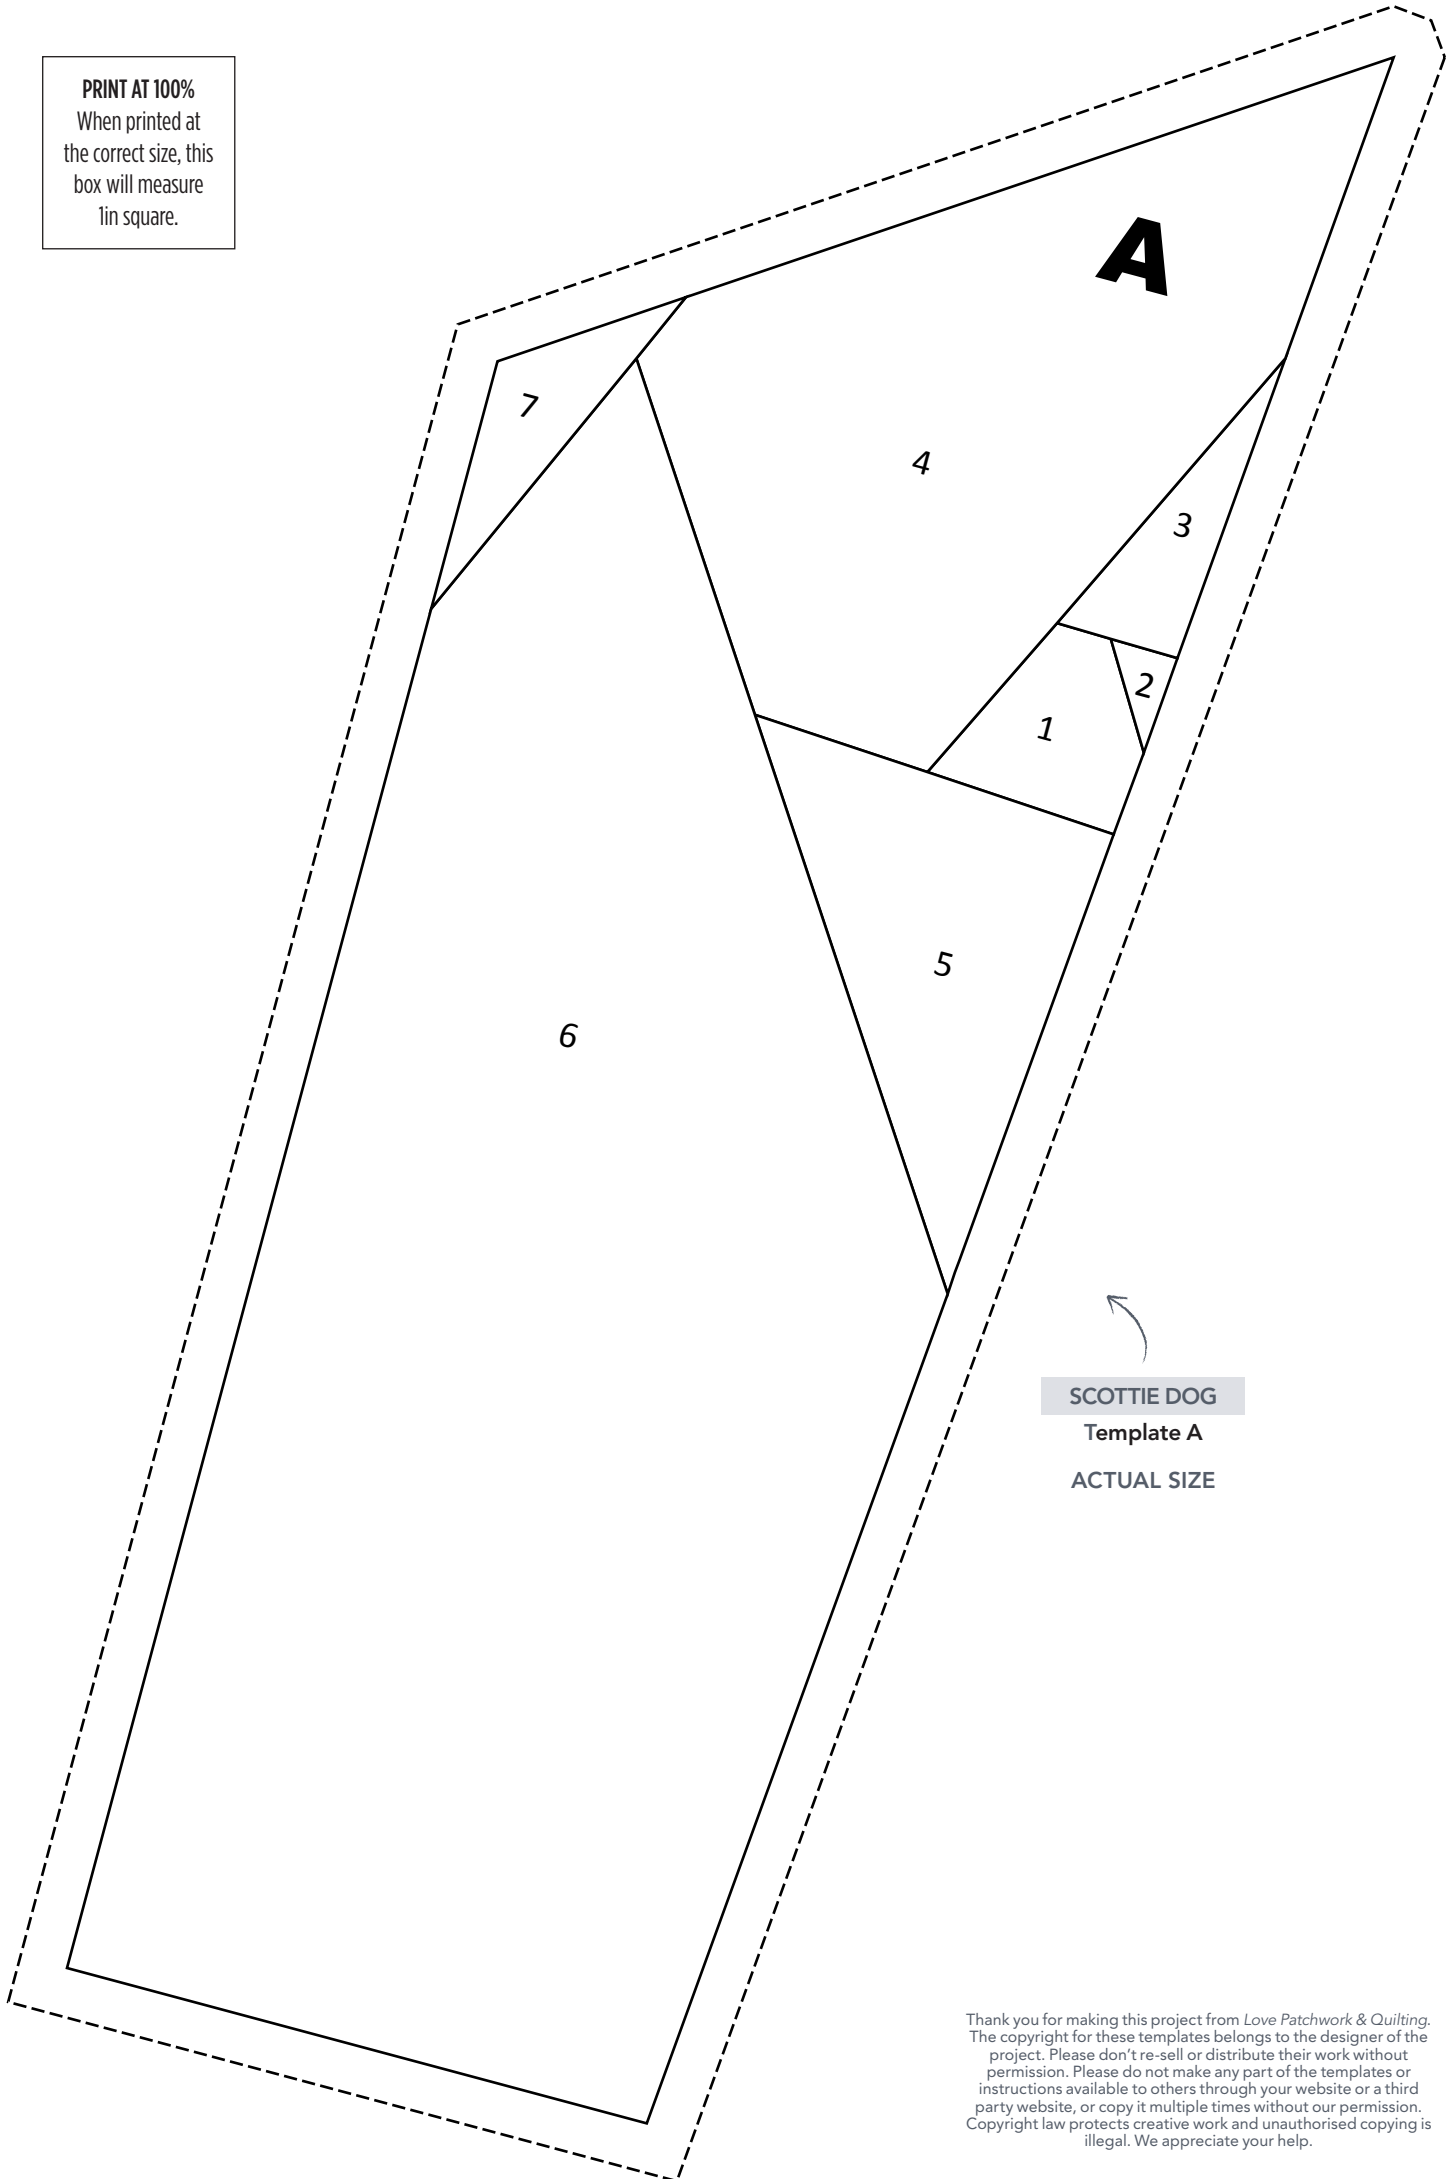 PRINT AT 100%
When printed at
the correct size, this
box will measure
1in square.
A
7
4
3
2
1
5
6
SCOTTIE DOG
Template A
ACTUAL SIZE
Thank you for making this project from Love Patchwork & Quilting.
The copyright for these templates belongs to the designer of the
project. Please don't re-sell or distribute their work without
permission. Please do not make any part of the templates or
instructions available to others through your website or a third
party website, or copy it multiple times without our permission.
Copyright law protects creative work and unauthorised copying is
illegal. We appreciate your help.